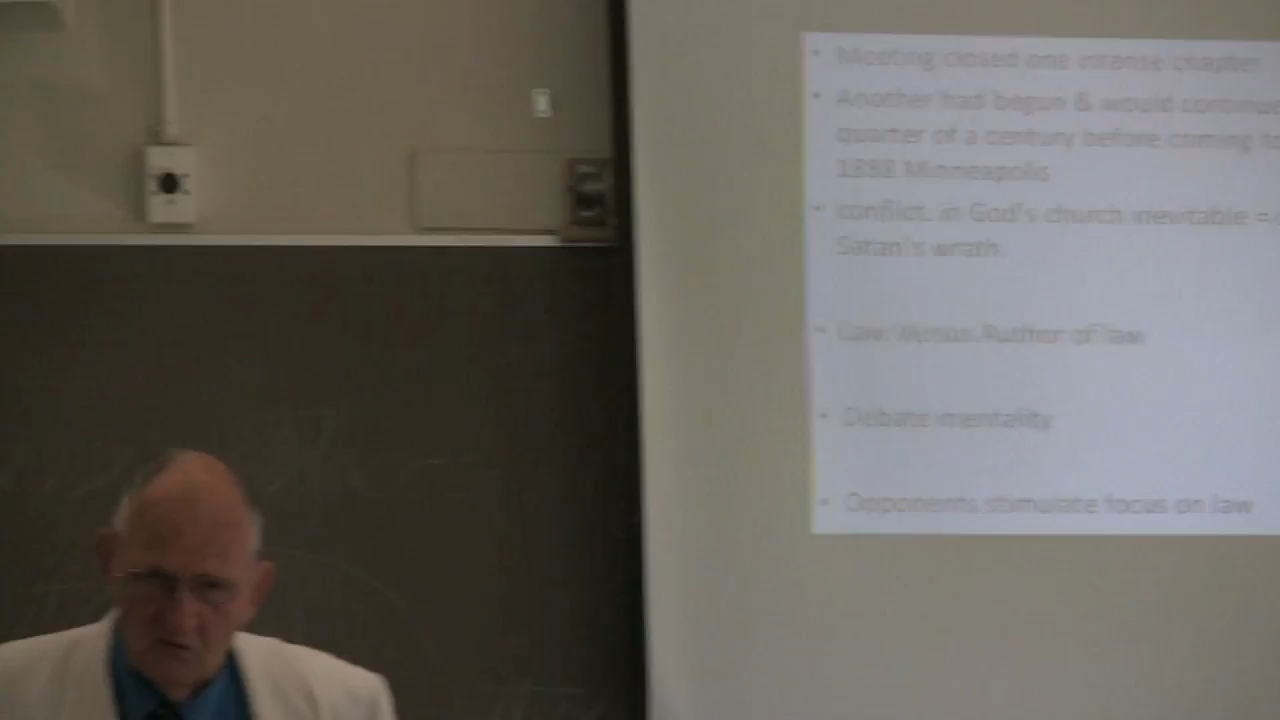 • Meeting closed one intense chapter
• Another had begun & would continue
quarter of a century before coming to
1888 Minneapolis
• conflict. in God's church inevitable =
Satan's wrath.
• Law Versus Author of law
• Debate mentality
• Opponents stimulate focus on law